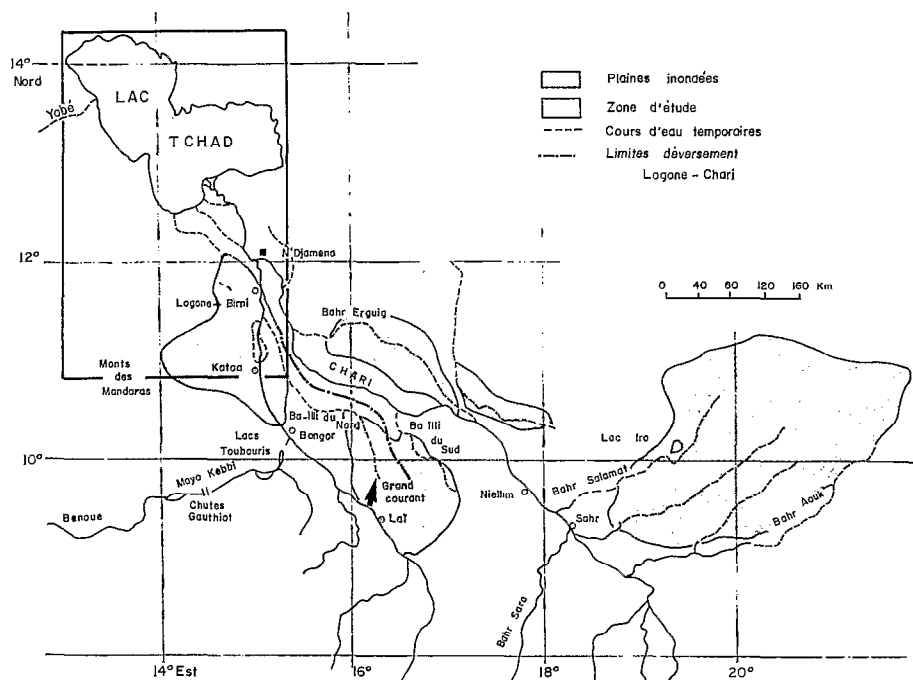 14°
Nord
LAC
TCHAD
Yobé
Plaines inondées
Zone d'étude
Cours d'eau temporaires
Limites déversement
Logone - Chari
12°
N'Djamena
0 40 80 120 160 Km
Logone - Birni
Bahr Erguig
Monts des Mandaras
Kataa
CHARI
Ba-Illi du Nord
Bongor
Ba Illi du Sud
Lac Iro
Lacs Toubouris
10°
Mayo Kebbi
Grand courant
Niellim
Bahr Salamat
Bahr Aouk
Chutes Gauthiot
Benoue
Laï
Sahr
Bahr Sara
14° Est
16°
18°
20°